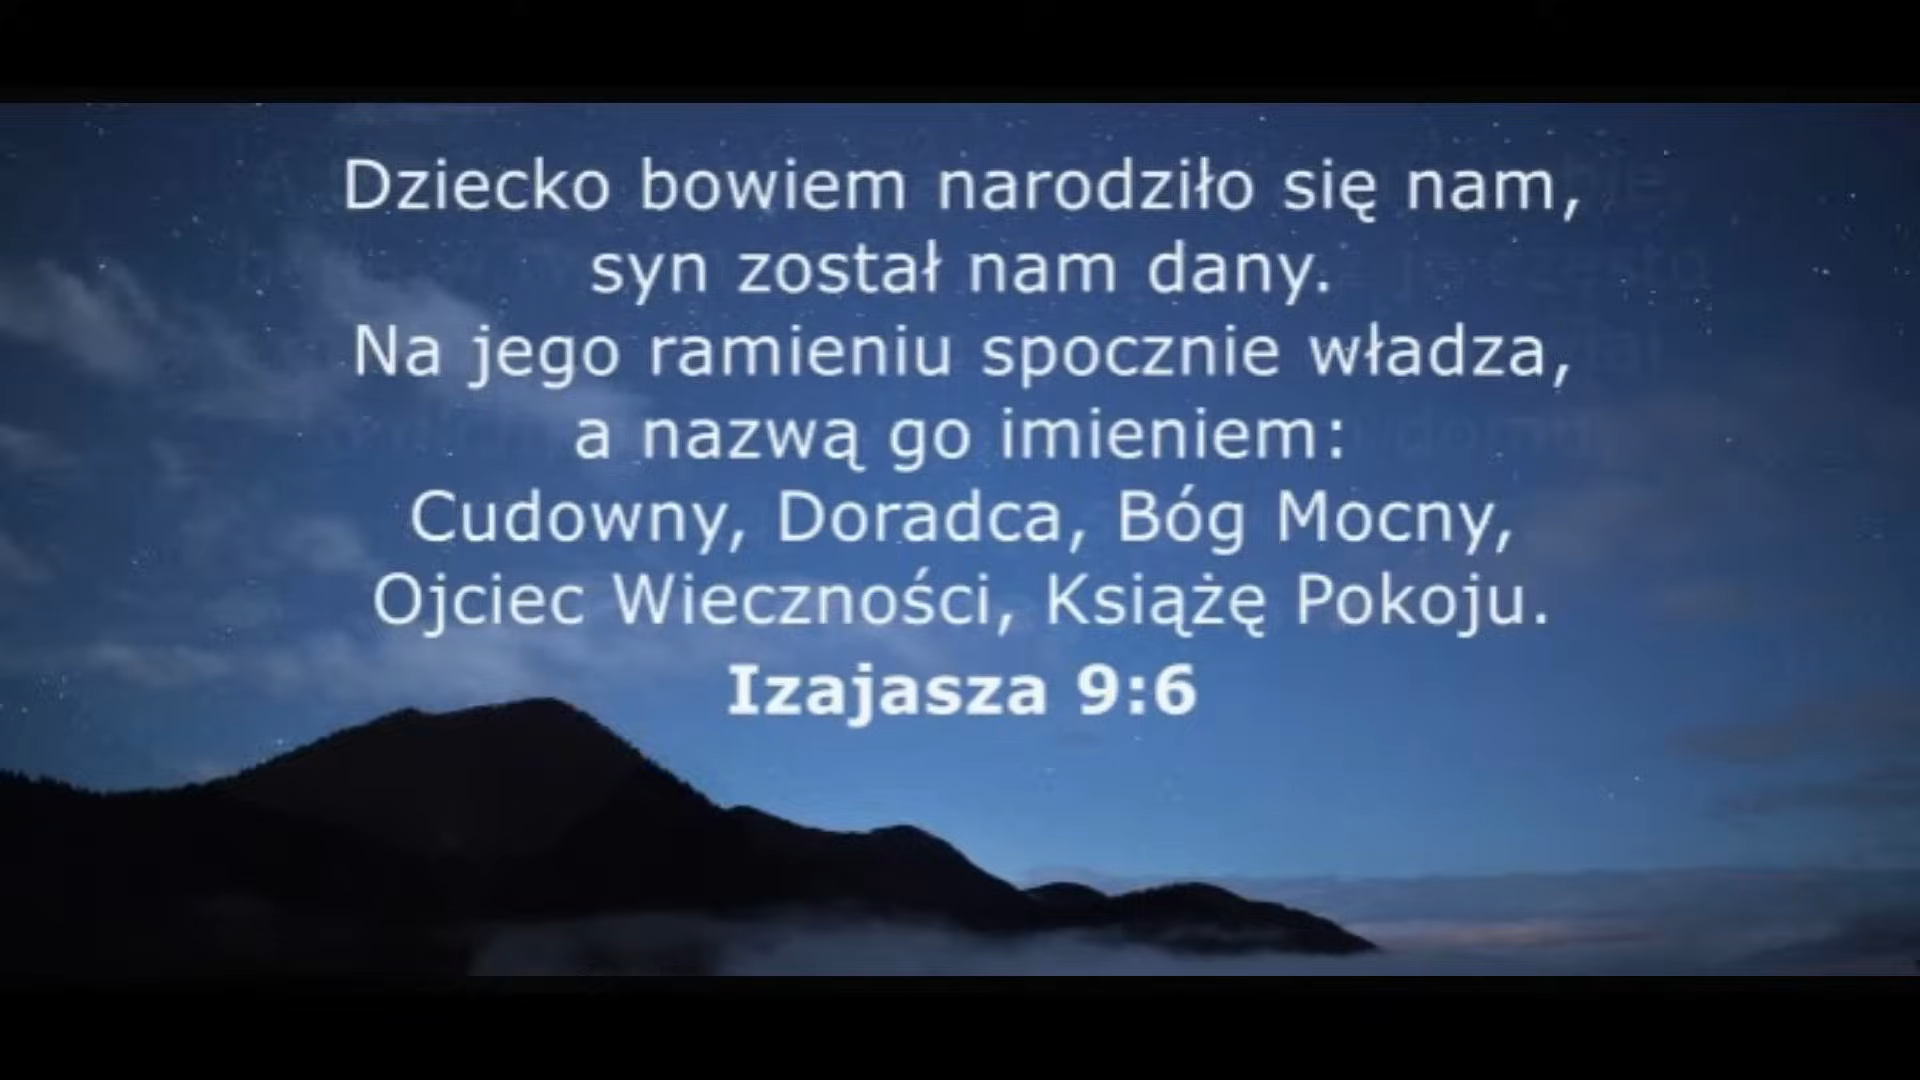 Dziecko bowiem narodziło się nam,
syn został nam dany.
Na jego ramieniu spocznie władza,
a nazwą go imieniem:
Cudowny, Doradca, Bóg Mocny,
Ojciec Wieczności, Książę Pokoju.
Izajasza 9:6